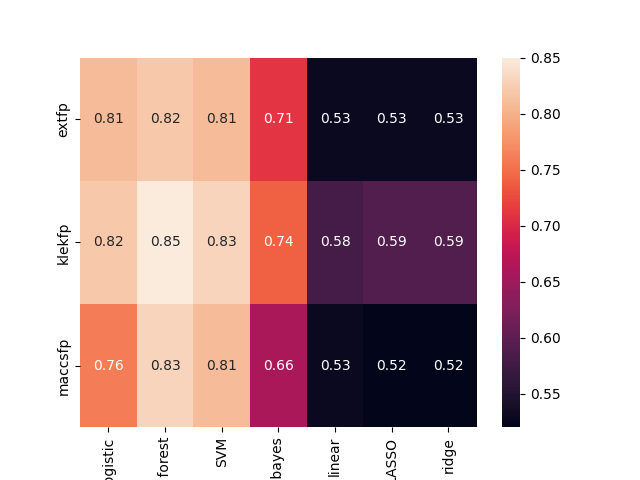 extfp 0.81 0.82 0.81 0.71 0.53 0.53 0.53
klekfp 0.82 0.85 0.83 0.74 0.58 0.59 0.59
maccsfp 0.76 0.83 0.81 0.66 0.53 0.52 0.52
ogistic forest SVM bayes linear ASSO ridge
0.85
0.80
0.75
0.70
0.65
0.60
0.55